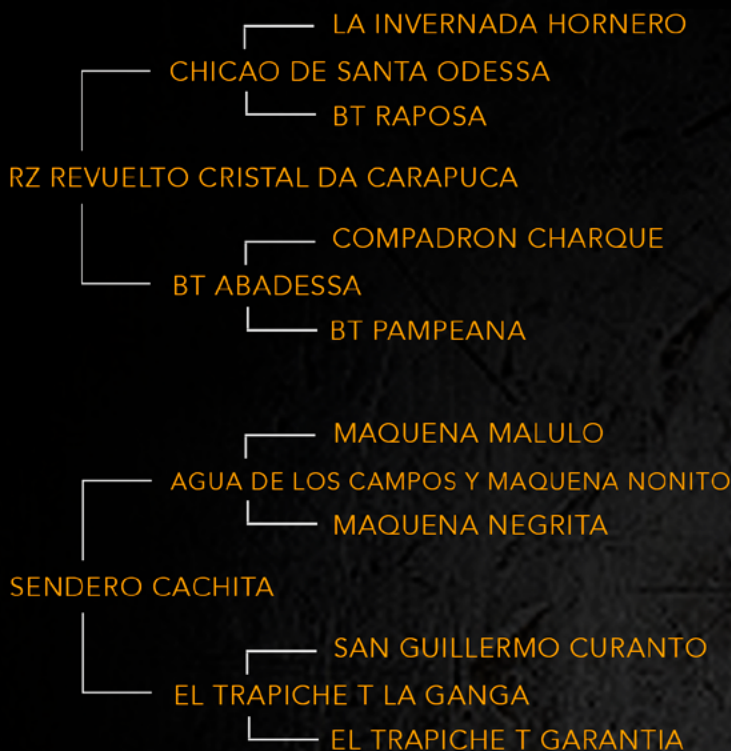 LA INVERNADA HORNERO
CHICAO DE SANTA ODESSA
BT RAPOSA
RZ REVUELTO CRISTAL DA CARAPUCA
COMPADRON CHARQUE
BT ABADESSA
BT PAMPEANA
MAQUENA MALULO
AGUA DE LOS CAMPOS Y MAQUENA NONITO
MAQUENA NEGRITA
SENDERO CACHITA
SAN GUILLERMO CURANTO
EL TRAPICHE T LA GANGA
EL TRAPICHE T GARANTIA